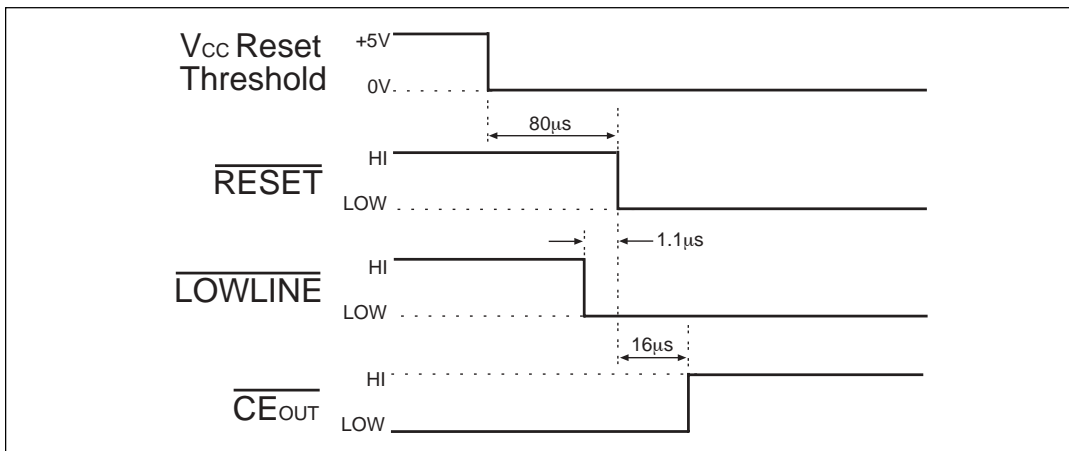 VCC Reset
Threshold
+5V
0V
80µs
RESET
HI
LOW
1.1µs
LOWLINE
HI
LOW
16µs
CEOUT
HI
LOW